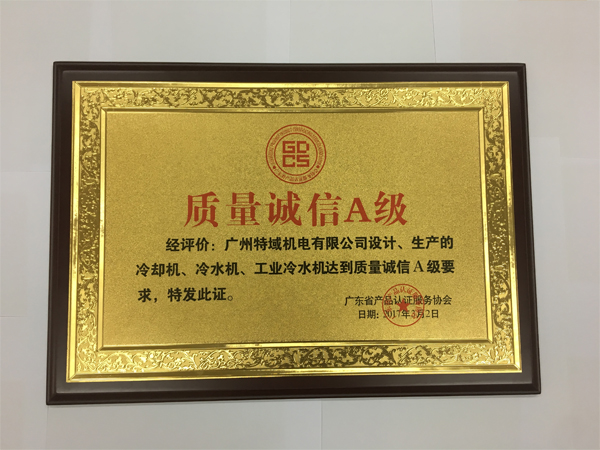 GD
CS
质量诚信A级
经评价：广州特域机电有限公司设计、生产的
冷却机、冷水机、工业冷水机达到质量诚信A级要
求，特发此证。
广东省产品认证服务协会
日期：2017年3月2日